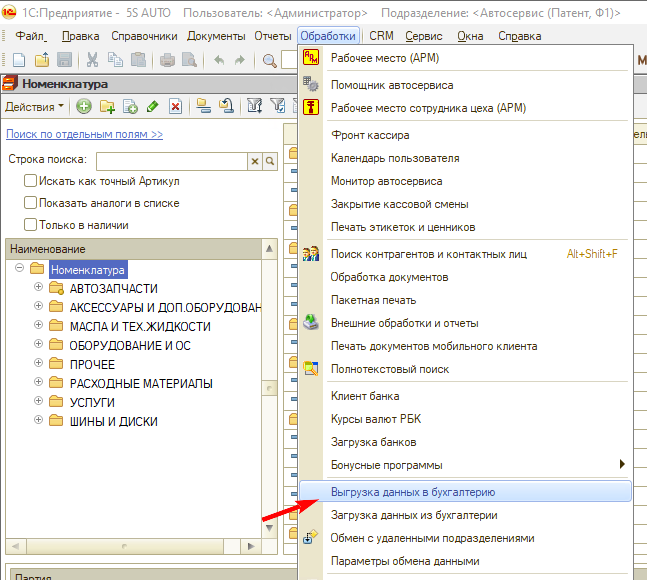 1С:Предприятие - 5S AUTO Пользователь: <Администратор> Подразделение: <Автосервис (Патент, Ф1)>
Файл Правка Справочники Документы Отчеты Обработки CRM Сервис Окна Справка
M
Номенклатура
Действия
Поиск по отдельным полям >>
Строка поиска:
Искать как точный Артикул
Показать аналоги в списке
Только в наличии
Наименование
Номенклатура
АВТОЗАПЧАСТИ
АКСЕССУАРЫ И ДОП.ОБОРУДОВАН
МАСЛА И ТЕХ.ЖИДКОСТИ
ОБОРУДОВАНИЕ И ОС
ПРОЧЕЕ
РАСХОДНЫЕ МАТЕРИАЛЫ
УСЛУГИ
ШИНЫ И ДИСКИ
Партия
Рабочее место (АРМ)
Помощник автосервиса
Рабочее место сотрудника цеха (АРМ)
Фронт кассира
Календарь пользователя
Монитор автосервиса
Закрытие кассовой смены
Печать этикеток и ценников
Поиск контрагентов и контактных лиц Alt+Shift+F
Обработка документов
Пакетная печать
Внешние обработки и отчеты
Печать документов мобильного клиента
Полнотекстовый поиск
Клиент банка
Курсы валют РБК
Загрузка банков
Бонусные программы
Выгрузка данных в бухгалтерию
Загрузка данных из бухгалтерии
Обмен с удаленными подразделениями
Параметры обмена данными